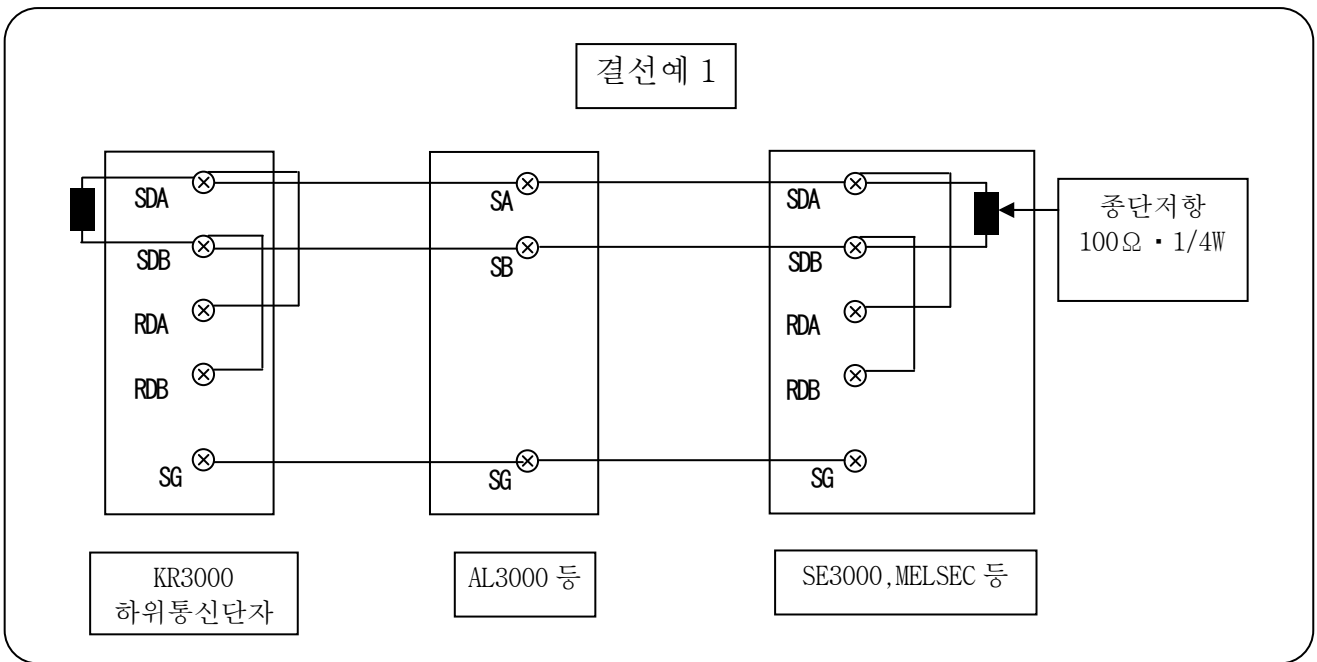 결선예 1
SDA
SDB
RDA
RDB
SG
SA
SB
SG
SDA
SDB
RDA
RDB
SG
종단저항
100Ω・1/4W
KR3000
하위통신단자
AL3000 등
SE3000,MELSEC 등